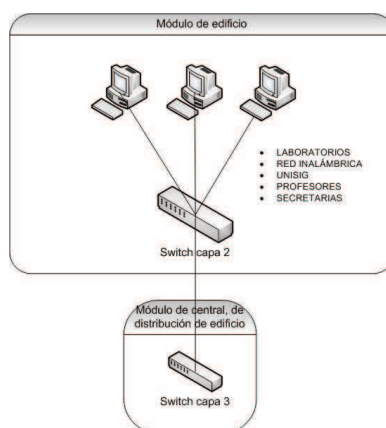 Módulo de edificio
LABORATORIOS
RED INALÁMBRICA
UNISIG
PROFESORES
SECRETARIAS
Switch capa 2
Módulo de central, de
distribución de edificio
Switch capa 3